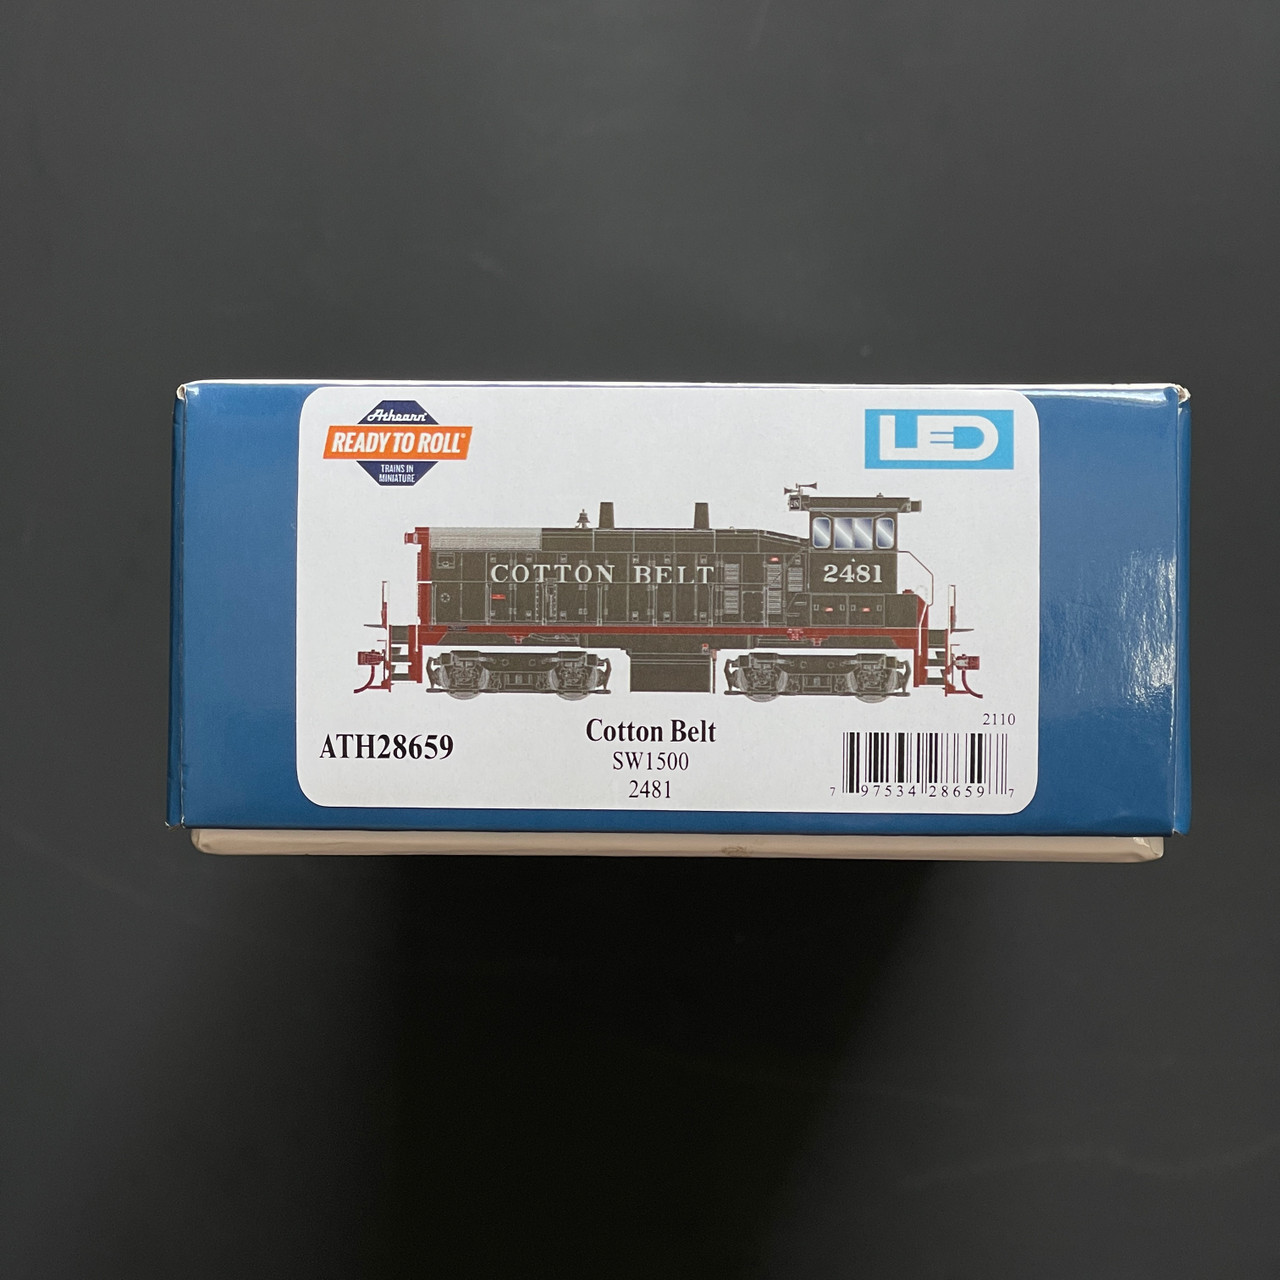 Athearn
READY TO ROLL
TRAINS IN
MINIATURE
LED
COTTON BELT
2481
ATH28659
Cotton Belt
SW1500
2481
2110
7 97534 28659 7